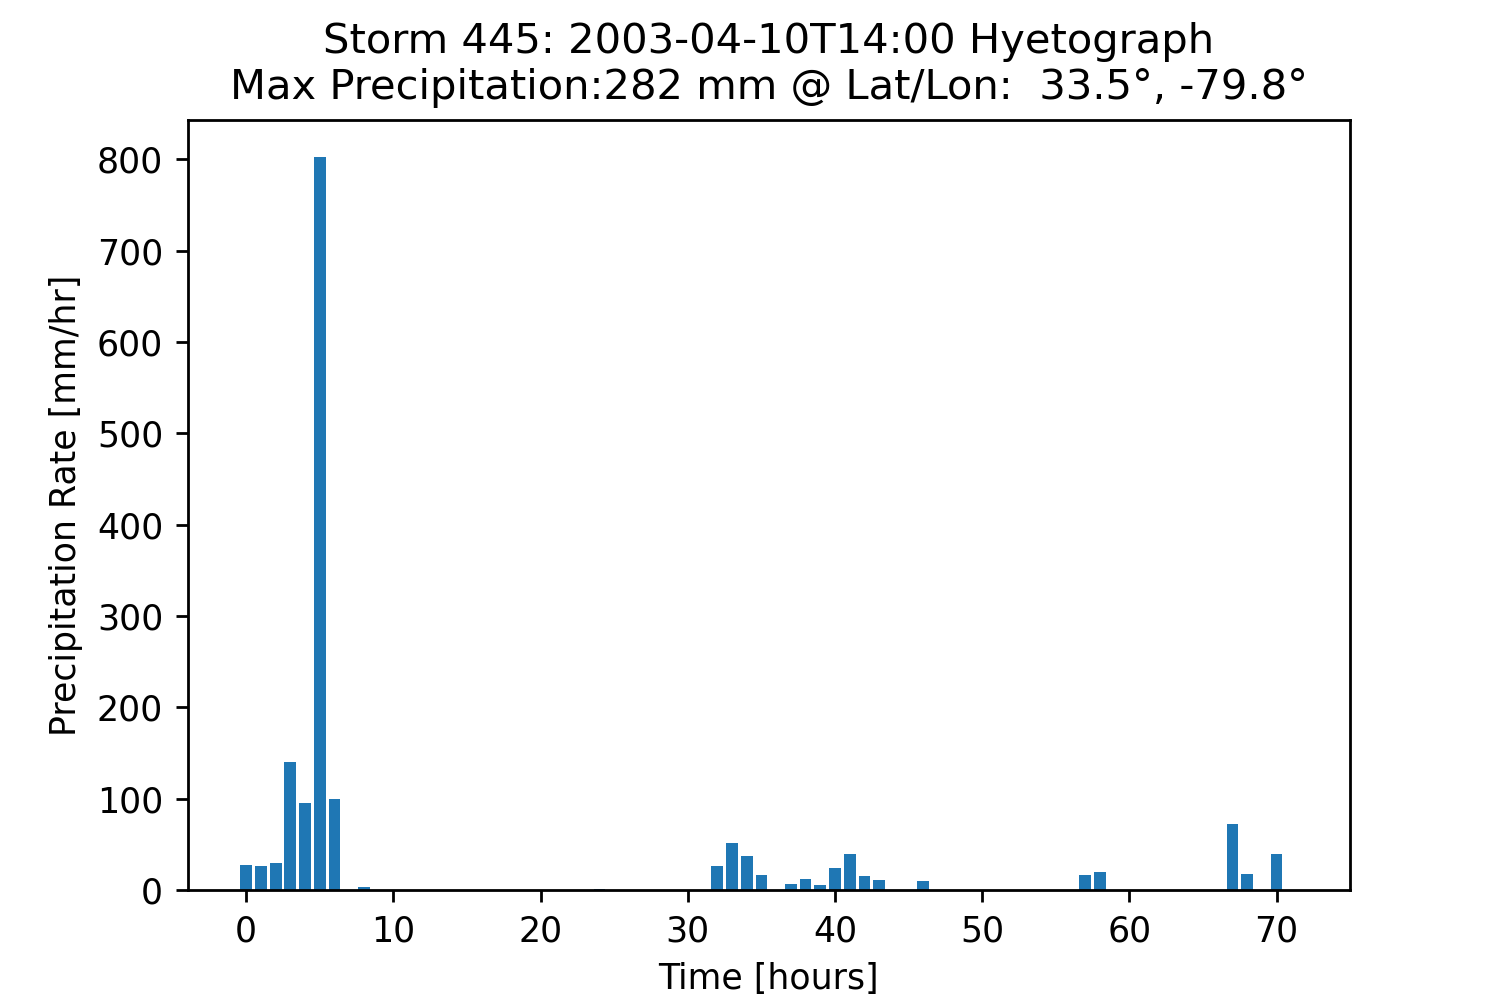 Storm 445: 2003-04-10T14:00 Hyetograph
Max Precipitation:282 mm @ Lat/Lon:  33.5°, -79.8°
Precipitation Rate [mm/hr]
800
700
600
500
400
300
200
100
0
0 10 20 30 40 50 60 70
Time [hours]